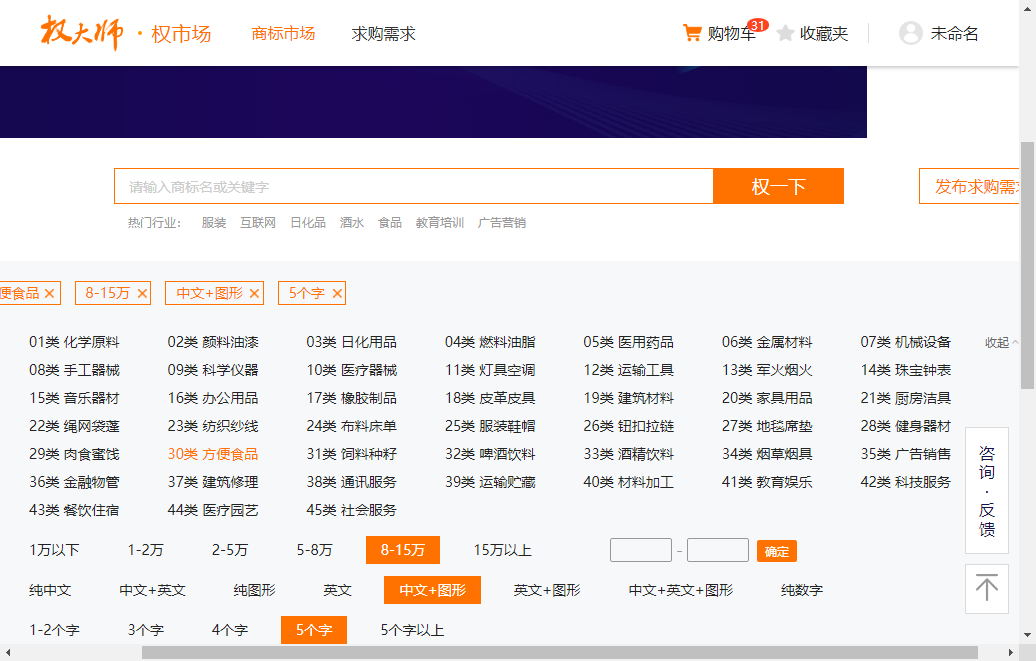 权大师 · 权市场 商标市场 求购需求 购物车 31 收藏夹 未命名
请输入商标名或关键字 权一下 发布求购需求
热门行业： 服装 互联网 日化品 酒水 食品 教育培训 广告营销
便食品 × 8-15万 × 中文+图形 × 5个字 ×
01类 化学原料 02类 颜料油漆 03类 日化用品 04类 燃料油脂 05类 医用药品 06类 金属材料 07类 机械设备 收起
08类 手工器械 09类 科学仪器 10类 医疗器械 11类 灯具空调 12类 运输工具 13类 军火烟火 14类 珠宝钟表
15类 音乐器材 16类 办公用品 17类 橡胶制品 18类 皮革皮具 19类 建筑材料 20类 家具用品 21类 厨房洁具
22类 绳网袋篷 23类 纺织纱线 24类 布料床单 25类 服装鞋帽 26类 钮扣拉链 27类 地毯席垫 28类 健身器材
29类 肉食蜜饯 30类 方便食品 31类 饲料种籽 32类 啤酒饮料 33类 酒精饮料 34类 烟草烟具 35类 广告销售
36类 金融物管 37类 建筑修理 38类 通讯服务 39类 运输贮藏 40类 材料加工 41类 教育娱乐 42类 科技服务
43类 餐饮住宿 44类 医疗园艺 45类 社会服务
1万以下 1-2万 2-5万 5-8万 8-15万 15万以上 - 确定
纯中文 中文+英文 纯图形 英文 中文+图形 英文+图形 中文+英文+图形 纯数字
1-2个字 3个字 4个字 5个字 5个字以上
咨
询
·
反
馈